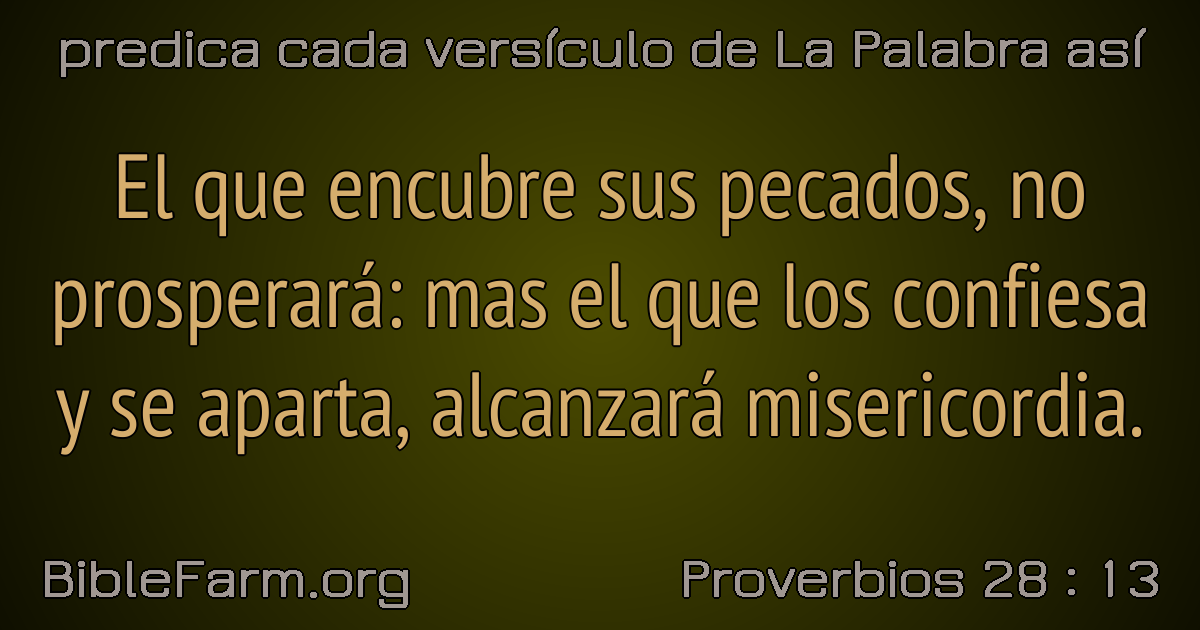 predica cada versículo de La Palabra así
El que encubre sus pecados, no
prosperará: mas el que los confiesa
y se aparta, alcanzará misericordia.
BibleFarm.org
Proverbios 28 : 13